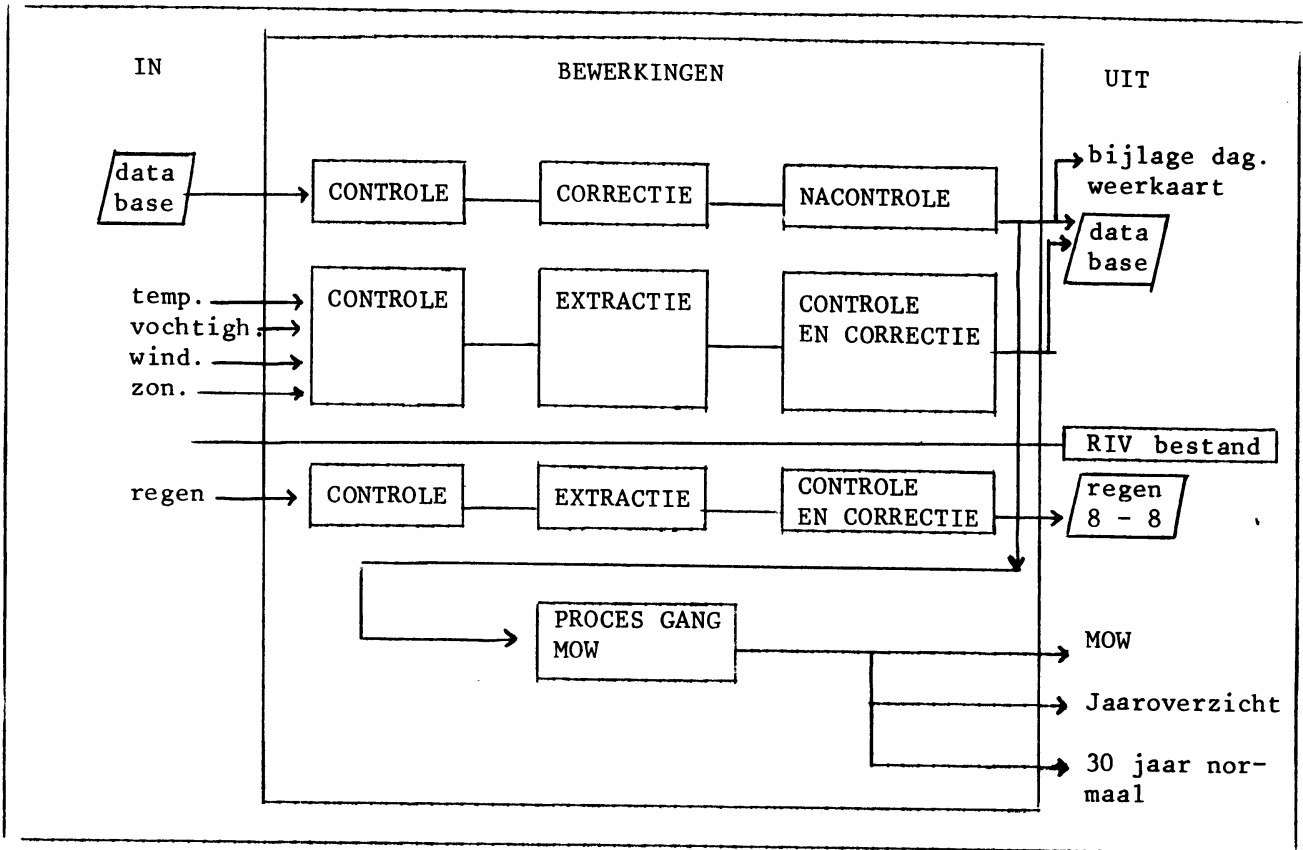 IN
BEWERKINGEN
UIT
data
base
CONTROLE
CORRECTIE
NACONTROLE
bijlage dag.
weerkaart
data
base
temp.
vochtigh.
wind.
zon.
CONTROLE
EXTRACTIE
CONTROLE
EN CORRECTIE
RIV bestand
regen
CONTROLE
EXTRACTIE
CONTROLE
EN CORRECTIE
regen
8 - 8
PROCES GANG
MOW
MOW
Jaaroverzicht
30 jaar nor-
maal